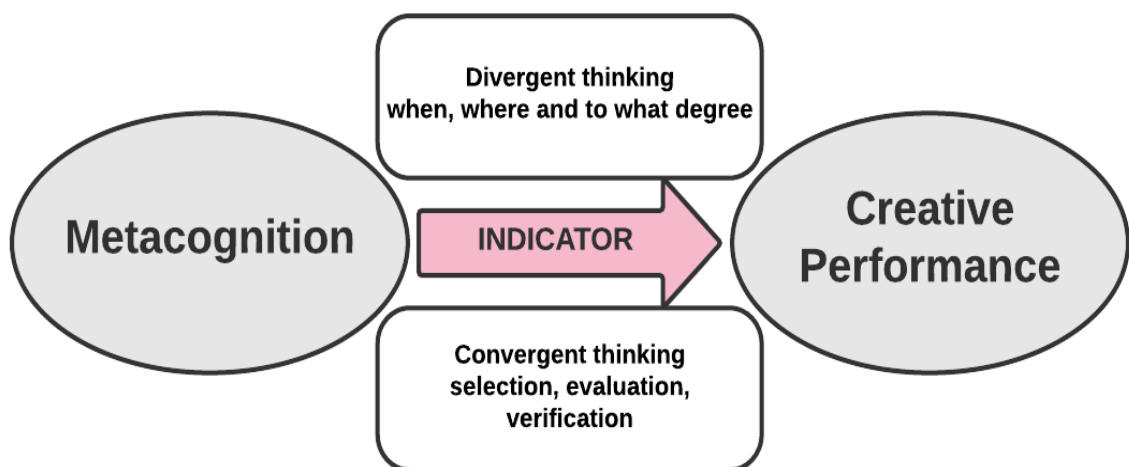 Divergent thinking
when, where and to what degree
Metacognition
INDICATOR
Creative
Performance
Convergent thinking
selection, evaluation,
verification